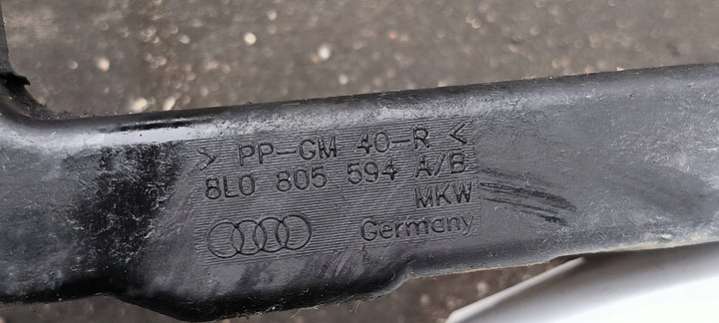 > PP-GM 40-R <
8L0 805 594 A/B
MKW
Germany